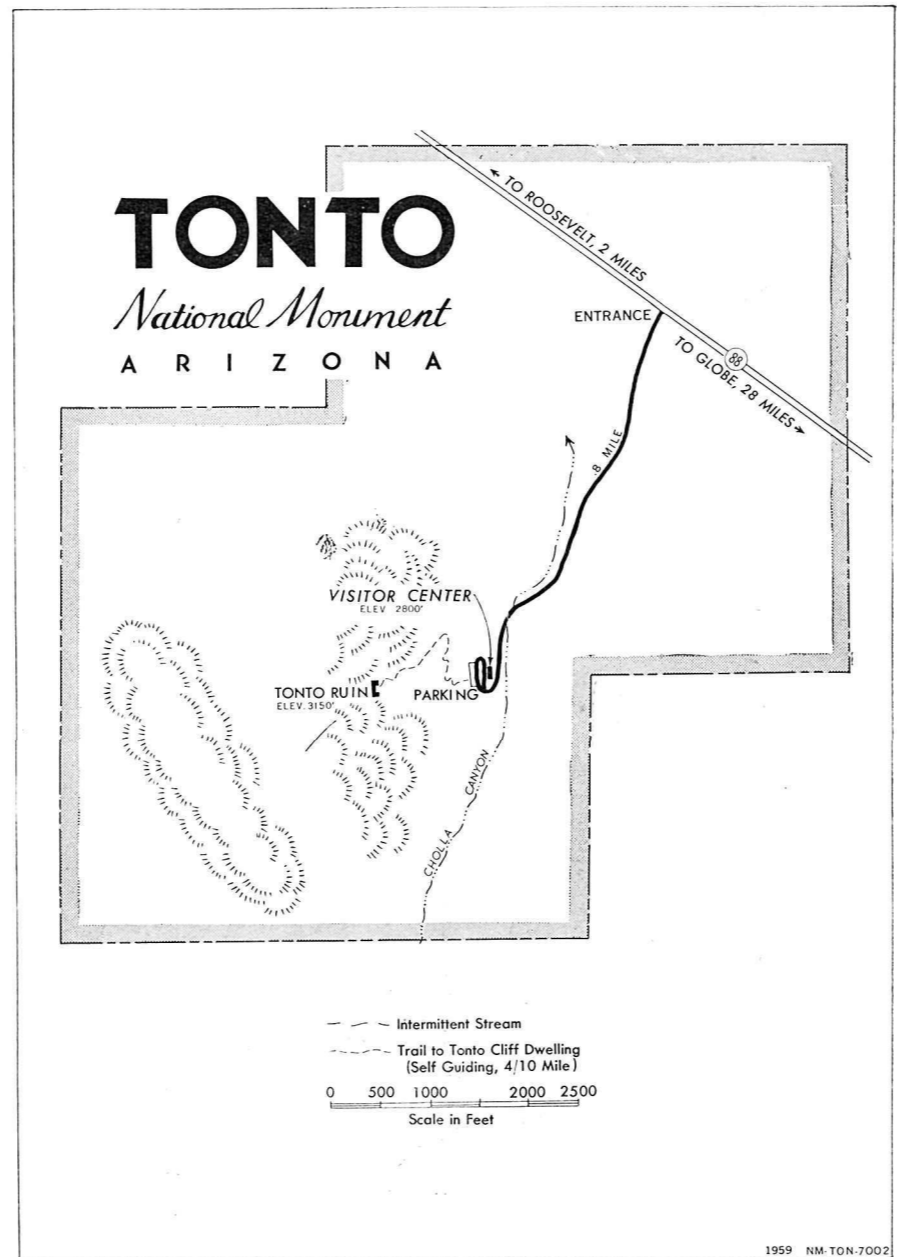 TONTO
National Monument
ARIZONA
TO ROOSEVELT, 2 MILES
ENTRANCE
88
TO GLOBE, 28 MILES
.8 MILE
VISITOR CENTER
ELEV 2800'
TONTO RUIN
ELEV. 3150'
PARKING
CHOLLA CANYON
Intermittent Stream
Trail to Tonto Cliff Dwelling
(Self Guiding, 4/10 Mile)
0 500 1000 2000 2500
Scale in Feet
1959 NM-TON-7002